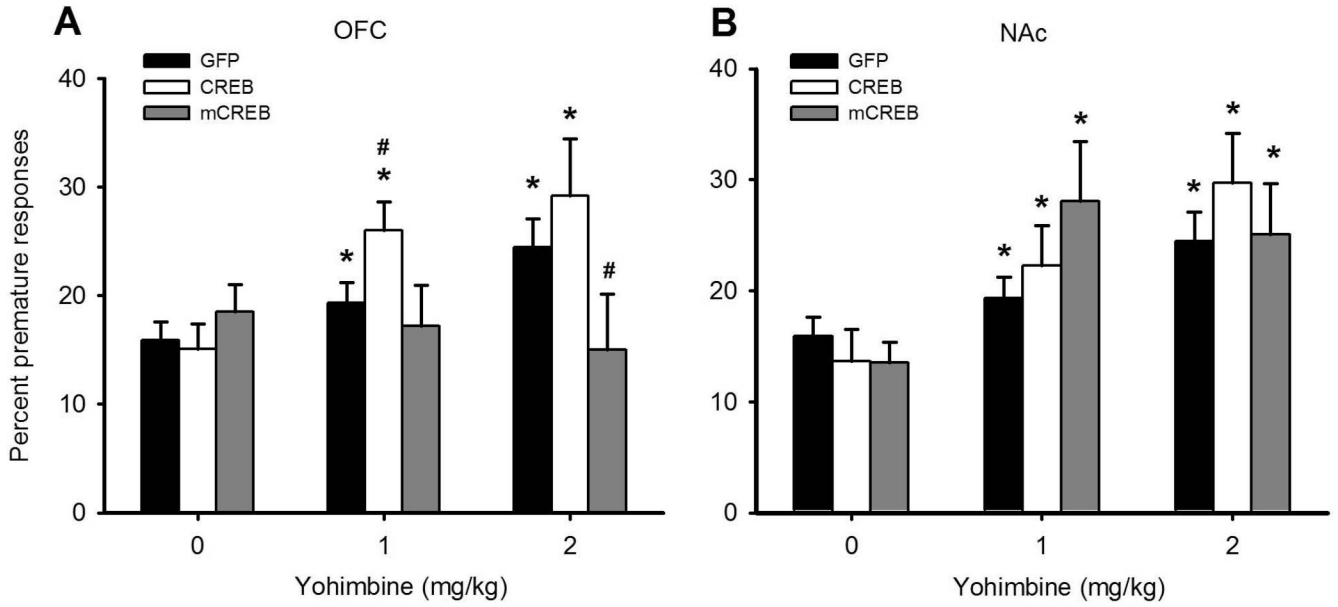 A
OFC
GFP
CREB
mCREB
40
30
20
10
0
Percent premature responses
*
#
*
*
*
#
0
1
2
Yohimbine (mg/kg)
B
NAc
GFP
CREB
mCREB
40
30
20
10
0
*
*
*
*
*
*
0
1
2
Yohimbine (mg/kg)